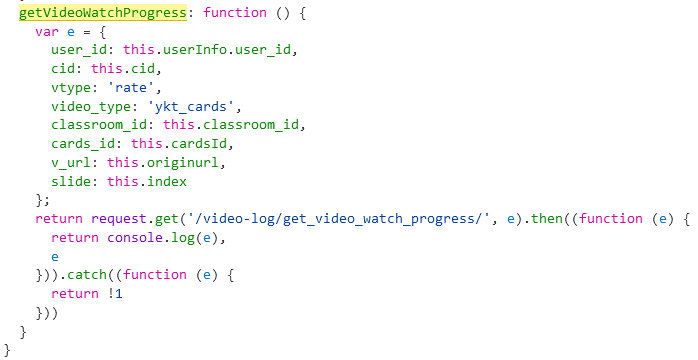 getVideoWatchProgress: function () {
var e = {
user_id: this.userInfo.user_id,
cid: this.cid,
vtype: 'rate',
video_type: 'ykt_cards',
classroom_id: this.classroom_id,
cards_id: this.cardsId,
v_url: this.originurl,
slide: this.index
};
return request.get('/video-log/get_video_watch_progress/', e).then((function (e) {
return console.log(e),
e
})).catch((function (e) {
return !1
}))
}
}